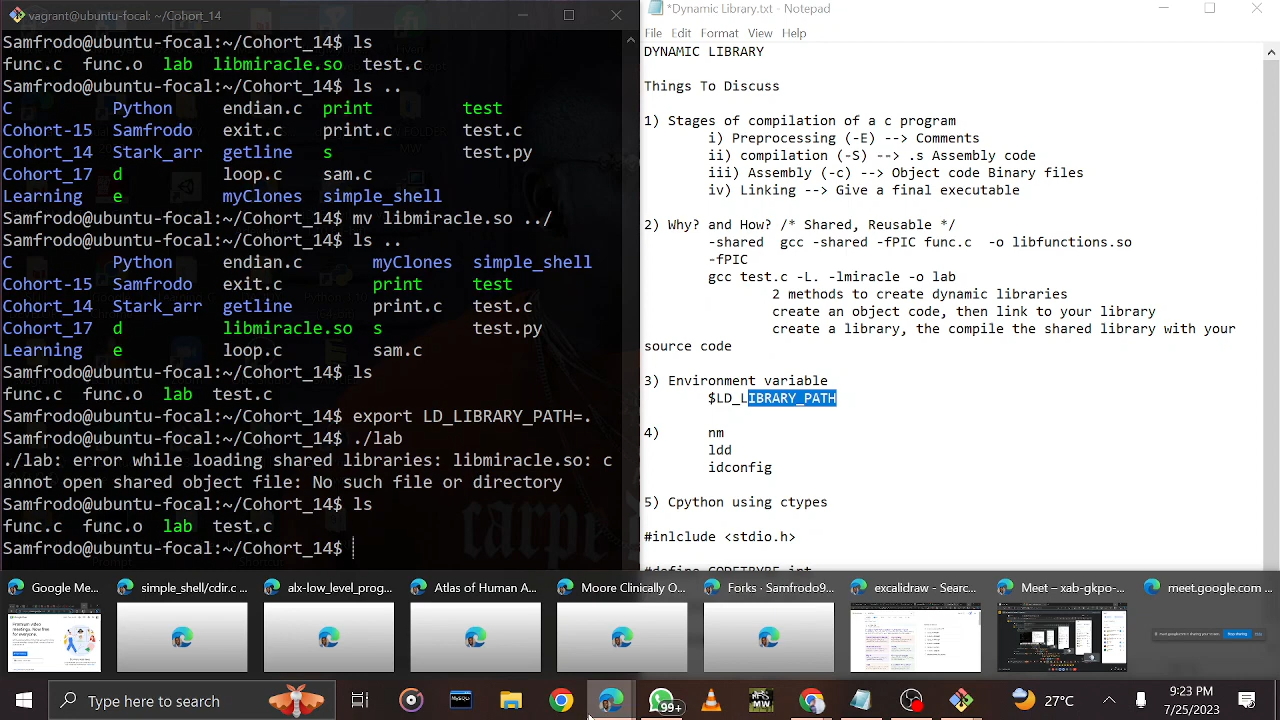 vagrant@ubuntu-focal: ~/Cohort_14
Samfrodo@ubuntu-focal:~/Cohort_14$ ls
func.c func.o lab libmiracle.so test.c
Samfrodo@ubuntu-focal:~/Cohort_14$ ls ..
C Python endian.c print test
Cohort-15 Samfrodo exit.c print.c test.c
Cohort_14 Stark_arr getline s test.py
Cohort_17 d loop.c sam.c
Learning e myClones simple_shell
Samfrodo@ubuntu-focal:~/Cohort_14$ mv libmiracle.so ../
Samfrodo@ubuntu-focal:~/Cohort_14$ ls ..
C Python endian.c myClones simple_shell
Cohort-15 Samfrodo exit.c print test
Cohort_14 Stark_arr getline print.c test.c
Cohort_17 d libmiracle.so s test.py
Learning e loop.c sam.c
Samfrodo@ubuntu-focal:~/Cohort_14$ ls
func.c func.o lab test.c
Samfrodo@ubuntu-focal:~/Cohort_14$ export LD_LIBRARY_PATH=.
Samfrodo@ubuntu-focal:~/Cohort_14$ ./lab
./lab: error while loading shared libraries: libmiracle.so: c
annot open shared object file: No such file or directory
Samfrodo@ubuntu-focal:~/Cohort_14$ ls
func.c func.o lab test.c
Samfrodo@ubuntu-focal:~/Cohort_14$
carpe
*Dynamic Library.txt - Notepad
File Edit Format View Help
DYNAMIC LIBRARY
Things To Discuss
1) Stages of compilation of a c program
i) Preprocessing (-E) --> Comments
ii) compilation (-S) --> .s Assembly code
iii) Assembly (-c) --> Object code Binary files
iv) Linking --> Give a final executable
2) Why? and How? /* Shared, Reusable */
-shared gcc -shared -fPIC func.c -o libfunctions.so
-fPIC
gcc test.c -L. -lmiracle -o lab
2 methods to create dynamic libraries
create an object code, then link to your library
create a library, the compile the shared library with your
source code
3) Environment variable
$LD_LIBRARY_PATH
4) nm
ldd
idconfig
5) Cpython using ctypes
#inlclude <stdio.h>
#define CODETYPE int
Google Me...
simple_shell/cdir.c ...
alx-low_level_prog...
Atlas of Human A...
Moore Clinically O...
Forks · Samfrodo9...
excalidraw - Searc...
Meet – xab-gkpo-...
meet.google.com ...
Type here to search
99+
27°C
9:23 PM
7/25/2023